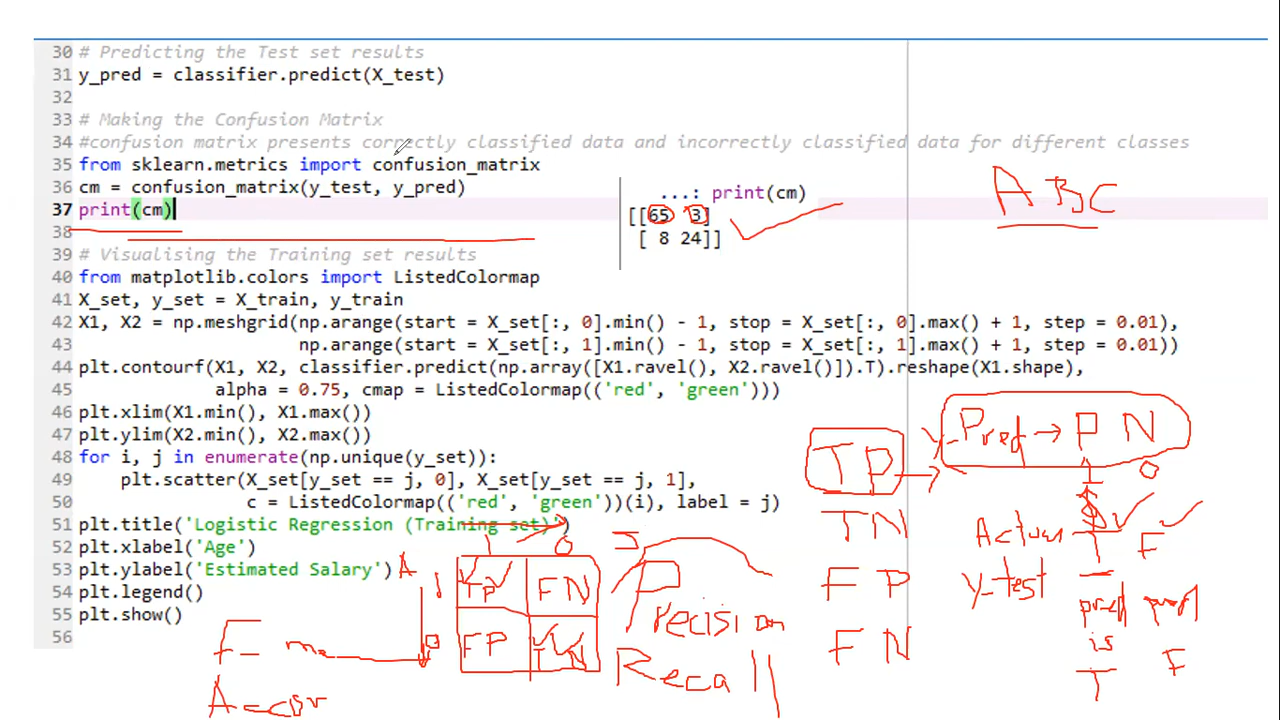 30 # Predicting the Test set results
31 y_pred = classifier.predict(X_test)
32
33 # Making the Confusion Matrix
34 #confusion matrix presents correctly classified data and incorrectly classified data for different classes
35 from sklearn.metrics import confusion_matrix
36 cm = confusion_matrix(y_test, y_pred)
37 print(cm)
38
...: print(cm)
[[65 3]
[ 8 24]]
ABC
39 # Visualising the Training set results
40 from matplotlib.colors import ListedColormap
41 X_set, y_set = X_train, y_train
42 X1, X2 = np.meshgrid(np.arange(start = X_set[:, 0].min() - 1, stop = X_set[:, 0].max() + 1, step = 0.01),
43 np.arange(start = X_set[:, 1].min() - 1, stop = X_set[:, 1].max() + 1, step = 0.01))
44 plt.contourf(X1, X2, classifier.predict(np.array([X1.ravel(), X2.ravel()]).T).reshape(X1.shape),
45 alpha = 0.75, cmap = ListedColormap(('red', 'green')))
46 plt.xlim(X1.min(), X1.max())
47 plt.ylim(X2.min(), X2.max())
48 for i, j in enumerate(np.unique(y_set)):
49 plt.scatter(X_set[y_set == j, 0], X_set[y_set == j, 1],
50 c = ListedColormap(('red', 'green'))(i), label = j)
51 plt.title('Logistic Regression (Training set)')
52 plt.xlabel('Age')
53 plt.ylabel('Estimated Salary')
54 plt.legend()
55 plt.show()
56
1 0
A 1 TP FN
0 FP TN
Precision
Recall
TP
TN
FP
FN
y_Pred → P N
1 0
Actual T F
y_test
pred pred
is
T F